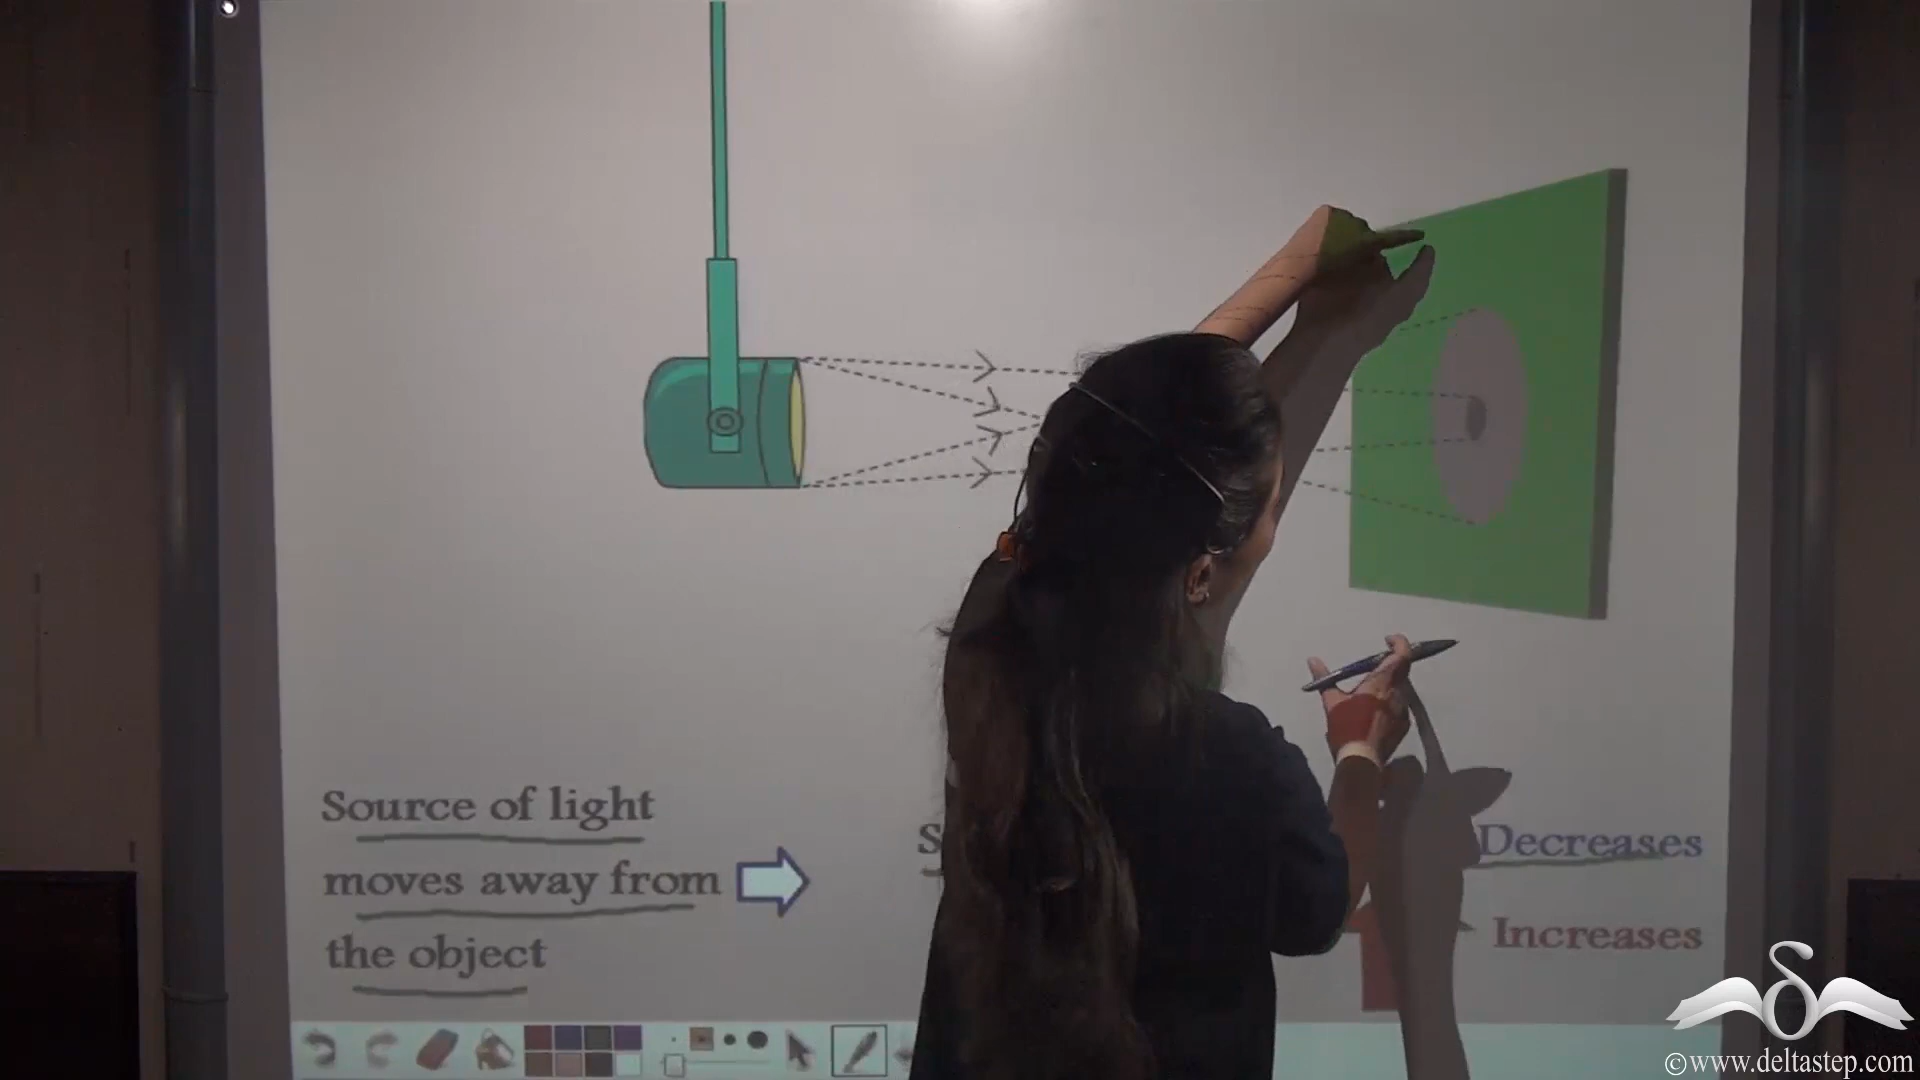 Source of light
moves away from
the object
S
Decreases
Increases
©www.deltastep.com